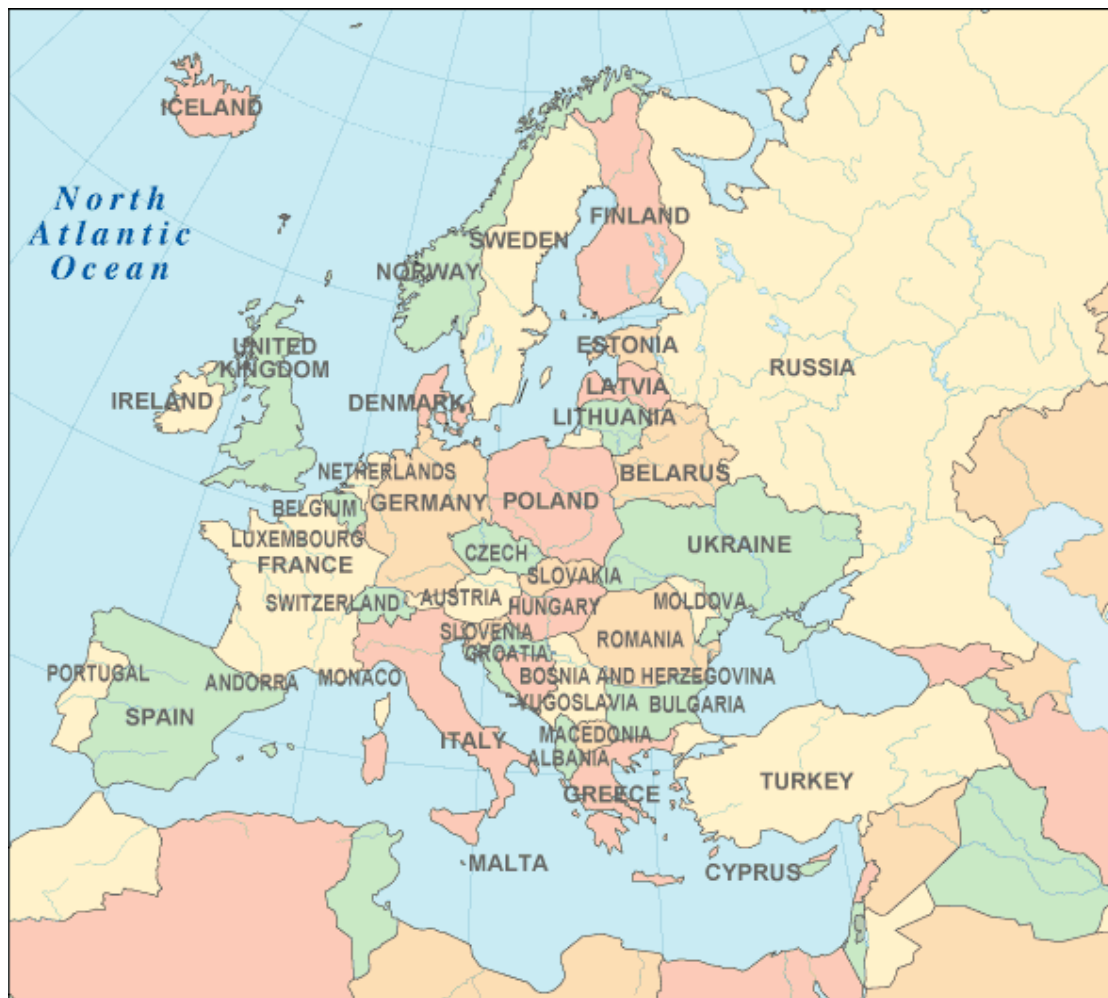 ICELAND
North
Atlantic
Ocean
FINLAND
SWEDEN
NORWAY
UNITED
KINGDOM
ESTONIA
RUSSIA
LATVIA
IRELAND
DENMARK
LITHUANIA
NETHERLANDS
BELARUS
GERMANY
POLAND
BELGIUM
LUXEMBOURG
UKRAINE
CZECH
FRANCE
SLOVAKIA
AUSTRIA
SWITZERLAND
HUNGARY
MOLDOVA
SLOVENIA
ROMANIA
CROATIA
PORTUGAL
ANDORRA
MONACO
BOSNIA AND HERZEGOVINA
YUGOSLAVIA
BULGARIA
SPAIN
MACEDONIA
ITALY
ALBANIA
TURKEY
GREECE
MALTA
CYPRUS